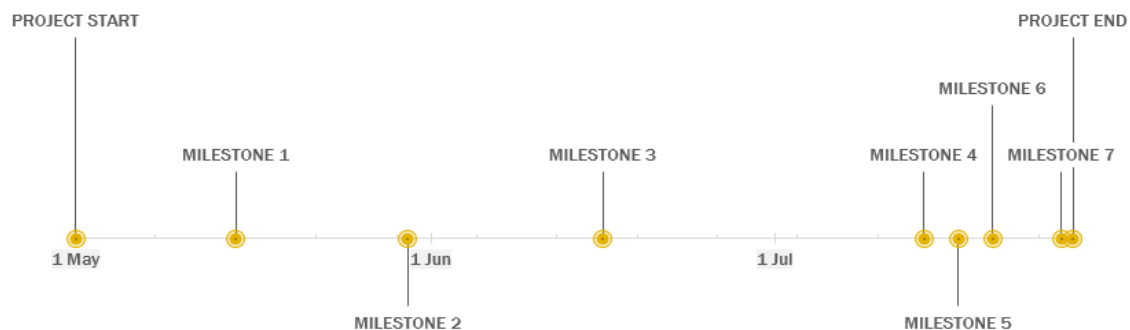 PROJECT START
PROJECT END
MILESTONE 6
MILESTONE 1
MILESTONE 3
MILESTONE 4
MILESTONE 7
1 May
1 Jun
1 Jul
MILESTONE 2
MILESTONE 5